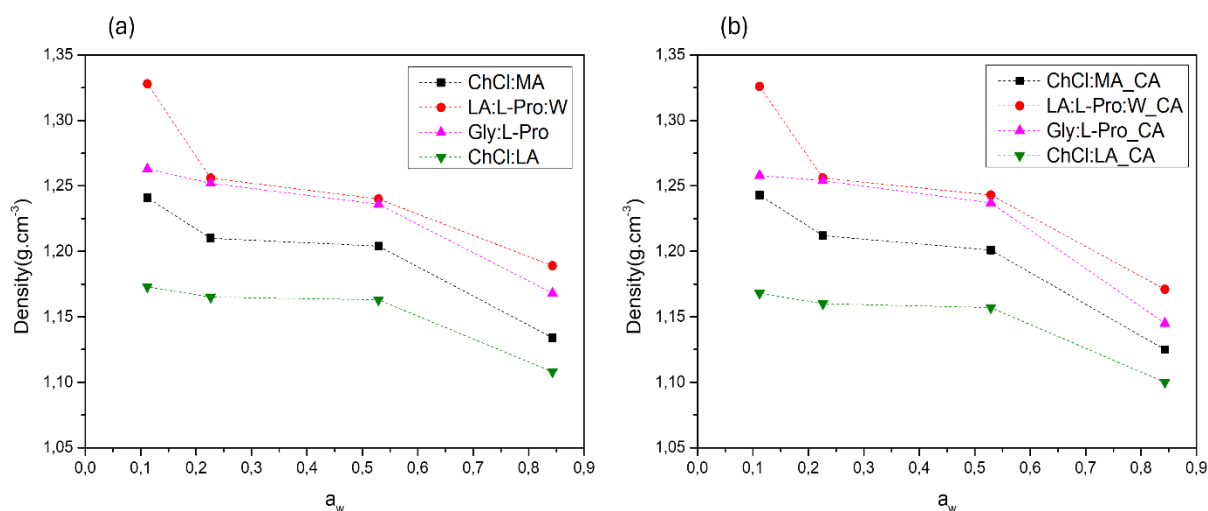 (a)
1,35
1,30
1,25
1,20
1,15
1,10
1,05
Density(g.cm⁻³)
ChCl:MA
LA:L-Pro:W
Gly:L-Pro
ChCl:LA
0,0 0,1 0,2 0,3 0,4 0,5 0,6 0,7 0,8 0,9
a_w
(b)
1,35
1,30
1,25
1,20
1,15
1,10
1,05
Density(g.cm⁻³)
ChCl:MA_CA
LA:L-Pro:W_CA
Gly:L-Pro_CA
ChCl:LA_CA
0,0 0,1 0,2 0,3 0,4 0,5 0,6 0,7 0,8 0,9
a_w